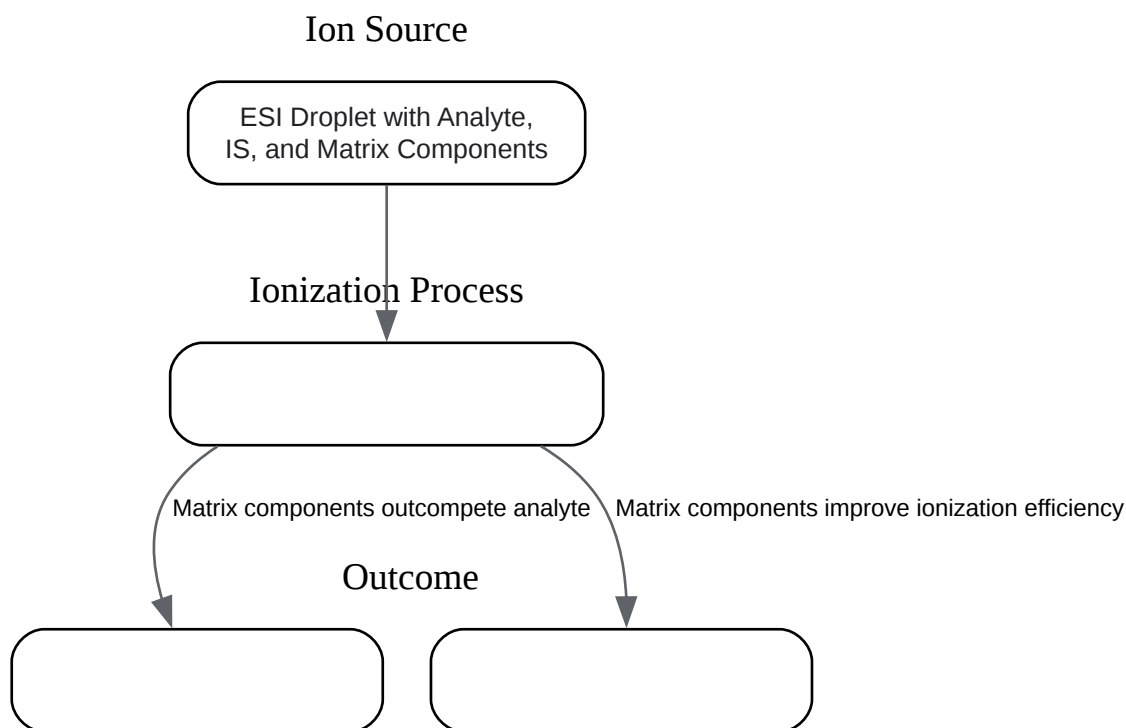 Ion Source
ESI Droplet with Analyte,
IS, and Matrix Components
Ionization Process
Matrix components outcompete analyte
Matrix components improve ionization efficiency
Outcome